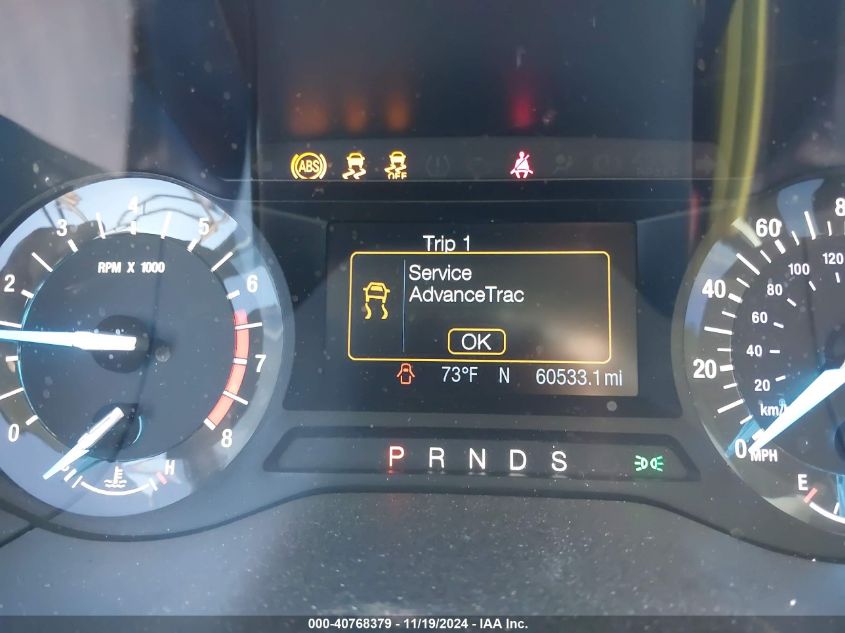 ABS
OFF
Trip 1
Service
AdvanceTrac
OK
73°F N 60533.1 mi
P R N D S
0
2
3
4
5
6
7
8
RPM X 1000
H
0
20
40
60
8
20
40
60
80
100
120
km/
MPH
E
000-40768379 - 11/19/2024 - IAA Inc.